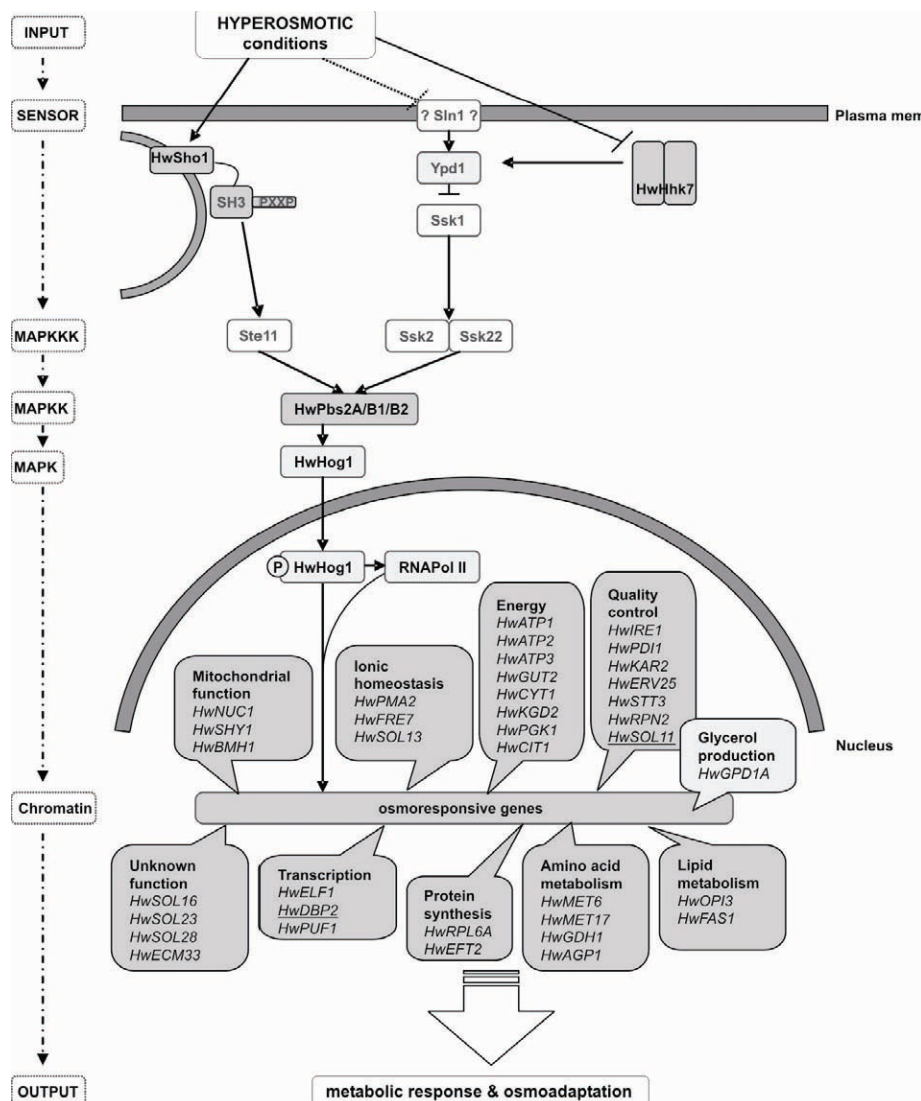 INPUT
HYPEROSMOTIC
conditions
SENSOR
? Sln1 ?
Plasma mem
HwSho1
Ypd1
HwHhk7
SH3
PXXP
Ssk1
MAPKKK
Ste11
Ssk2
Ssk22
MAPKK
HwPbs2A/B1/B2
MAPK
HwHog1
P
HwHog1
RNAPol II
Mitochondrial
function
HwNUC1
HwSHY1
HwBMH1
Ionic
homeostasis
HwPMA2
HwFRE7
HwSOL13
Energy
HwATP1
HwATP2
HwATP3
HwGUT2
HwCYT1
HwKGD2
HwPGK1
HwCIT1
Quality
control
HwIRE1
HwPDI1
HwKAR2
HwERV25
HwSTT3
HwRPN2
HwSOL11
Glycerol
production
HwGPD1A
Nucleus
Chromatin
osmoresponsive genes
Unknown
function
HwSOL16
HwSOL23
HwSOL28
HwECM33
Transcription
HwELF1
HwDBP2
HwPUF1
Protein
synthesis
HwRPL6A
HwEFT2
Amino acid
metabolism
HwMET6
HwMET17
HwGDH1
HwAGP1
Lipid
metabolism
HwOPI3
HwFAS1
OUTPUT
metabolic response & osmoadaptation